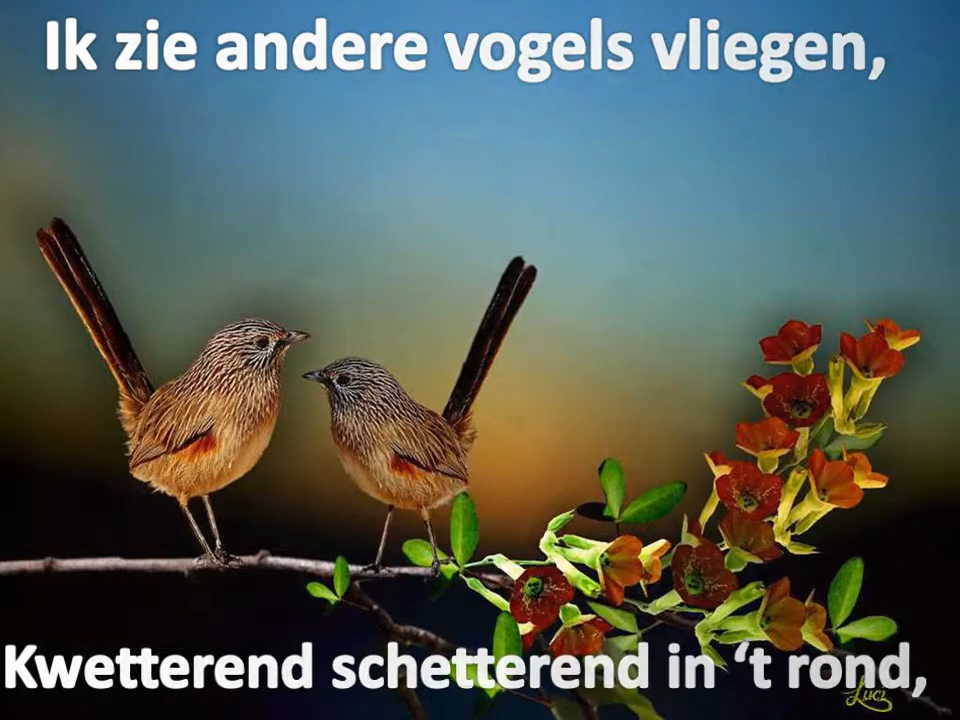 Ik zie andere vogels vliegen,
Kwetterend schetterend in ‘t rond,
Luci